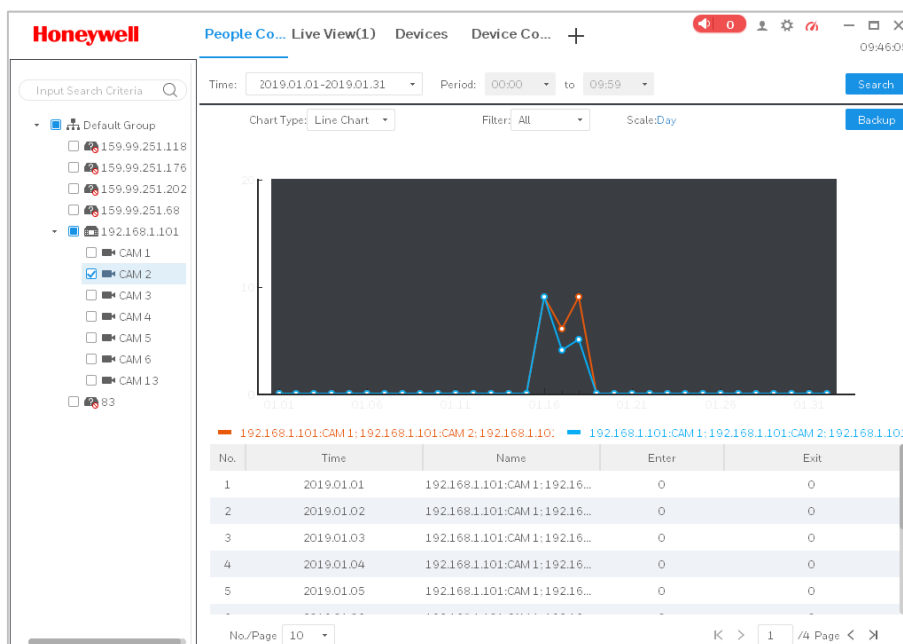 Honeywell
People Co... Live View(1) Devices Device Co... +
0
09:46:05
Input Search Criteria
Time: 2019.01.01-2019.01.31 Period: 00:00 to 09:59 Search
Chart Type: Line Chart Filter: All Scale:Day Backup
Default Group
159.99.251.118
159.99.251.176
159.99.251.202
159.99.251.68
192.168.1.101
CAM 1
CAM 2
CAM 3
CAM 4
CAM 5
CAM 6
CAM 13
83
20
10
0
01.01 01.06 01.11 01.16 01.21 01.26 01.31
192.168.1.101:CAM 1; 192.168.1.101:CAM 2; 192.168.1.10: 192.168.1.101:CAM 1; 192.168.1.101:CAM 2; 192.168.1.101
No. Time Name Enter Exit
1 2019.01.01 192.168.1.101:CAM 1; 192.16... 0 0
2 2019.01.02 192.168.1.101:CAM 1; 192.16... 0 0
3 2019.01.03 192.168.1.101:CAM 1; 192.16... 0 0
4 2019.01.04 192.168.1.101:CAM 1; 192.16... 0 0
5 2019.01.05 192.168.1.101:CAM 1; 192.16... 0 0
No./Page 10 1 /4 Page